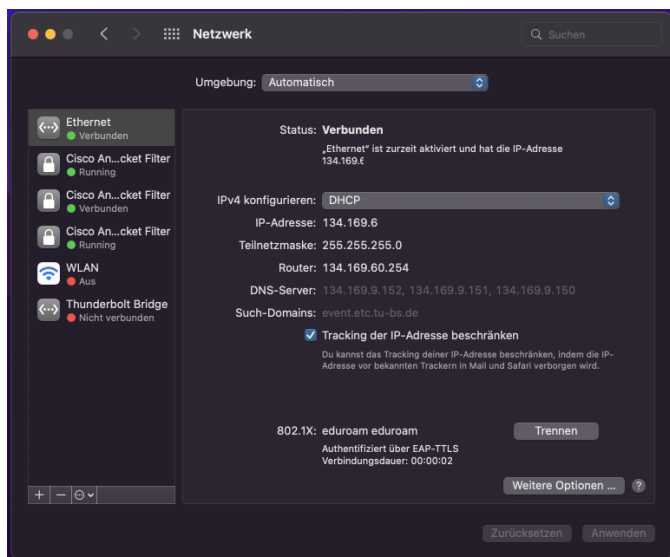 Netzwerk
Suchen
Umgebung: Automatisch
Ethernet
Verbunden
Cisco An...cket Filter
Running
Cisco An...cket Filter
Verbunden
Cisco An...cket Filter
Running
WLAN
Aus
Thunderbolt Bridge
Nicht verbunden
Status: Verbunden
„Ethernet“ ist zurzeit aktiviert und hat die IP-Adresse
134.169.6
IPv4 konfigurieren: DHCP
IP-Adresse: 134.169.6
Teilnetzmaske: 255.255.255.0
Router: 134.169.60.254
DNS-Server: 134.169.9.152, 134.169.9.151, 134.169.9.150
Such-Domains: event.etc.tu-bs.de
Tracking der IP-Adresse beschränken
Du kannst das Tracking deiner IP-Adresse beschränken, indem die IP-
Adresse vor bekannten Trackern in Mail und Safari verborgen wird.
802.1X: eduroam eduroam
Trennen
Authentifiziert über EAP-TTLS
Verbindungsdauer: 00:00:02
Weitere Optionen ... ?
Zurücksetzen Anwenden